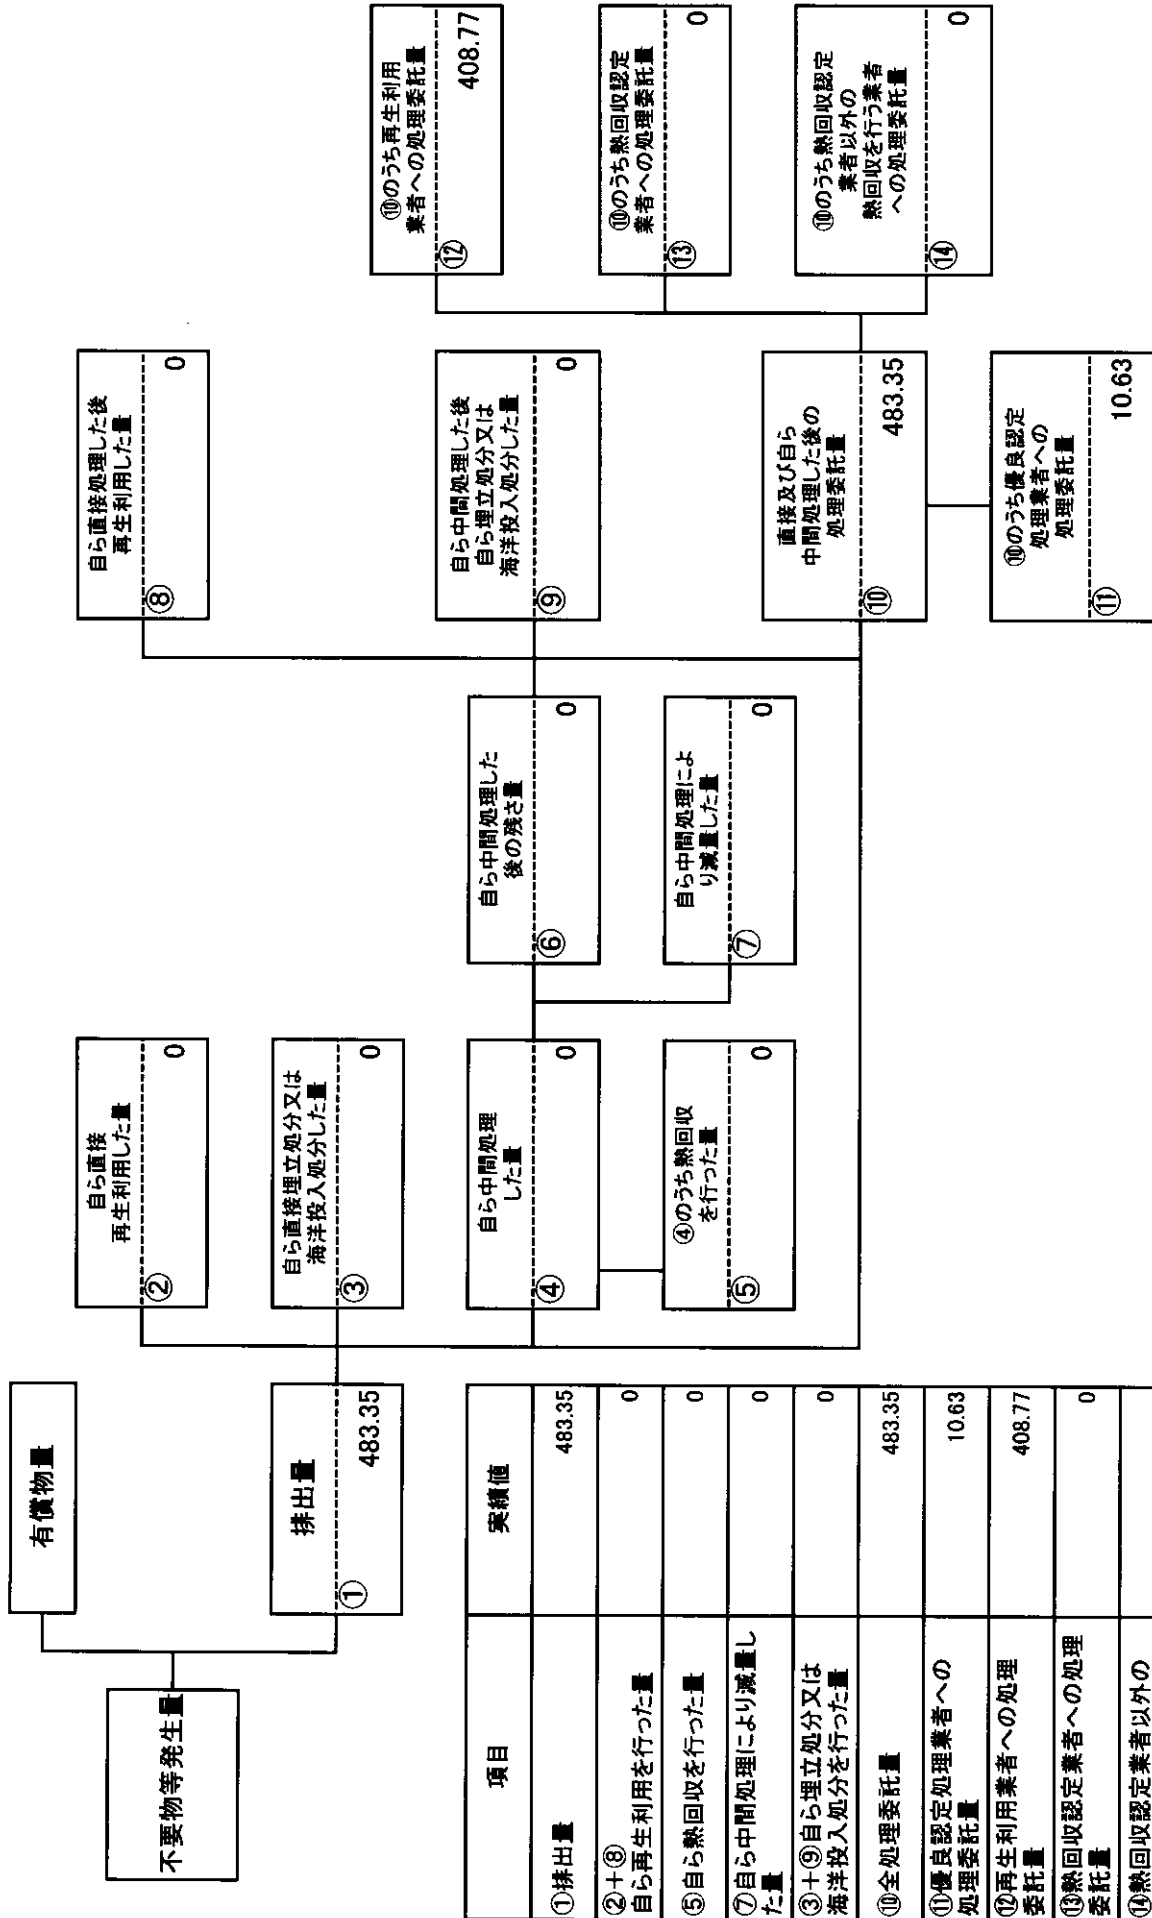 不要物等発生量
有償物量
排出量
①
483.35
自ら直接
再生利用した量
②
0
自ら直接埋立処分又は
海洋投入処分した量
③
0
自ら中間処理
した量
④
0
④のうち熱回収
を行った量
⑤
0
自ら中間処理した
後の残さ量
⑥
0
自ら中間処理によ
り減量した量
⑦
0
自ら直接処理した後
再生利用した量
⑧
0
自ら中間処理した後
自ら埋立処分又は
海洋投入処分した量
⑨
0
直接及び自ら
中間処理した後の
処理委託量
⑩
483.35
⑩のうち優良認定
処理業者への
処理委託量
⑪
10.63
⑩のうち再生利用
業者への処理委託量
⑫
408.77
⑩のうち熱回収認定
業者への処理委託量
⑬
0
⑩のうち熱回収認定
業者以外の
熱回収を行う業者
への処理委託量
⑭
0
項目 実績値
①排出量 483.35
②+⑧
自ら再生利用を行った量 0
⑤自ら熱回収を行った量 0
⑦自ら中間処理により減量し
た量 0
③+⑨自ら埋立処分又は
海洋投入処分を行った量 0
⑩全処理委託量 483.35
⑪優良認定処理業者への
処理委託量 10.63
⑫再生利用業者への処理
委託量 408.77
⑬熱回収認定業者への処理
委託量 0
⑭熱回収認定業者以外の